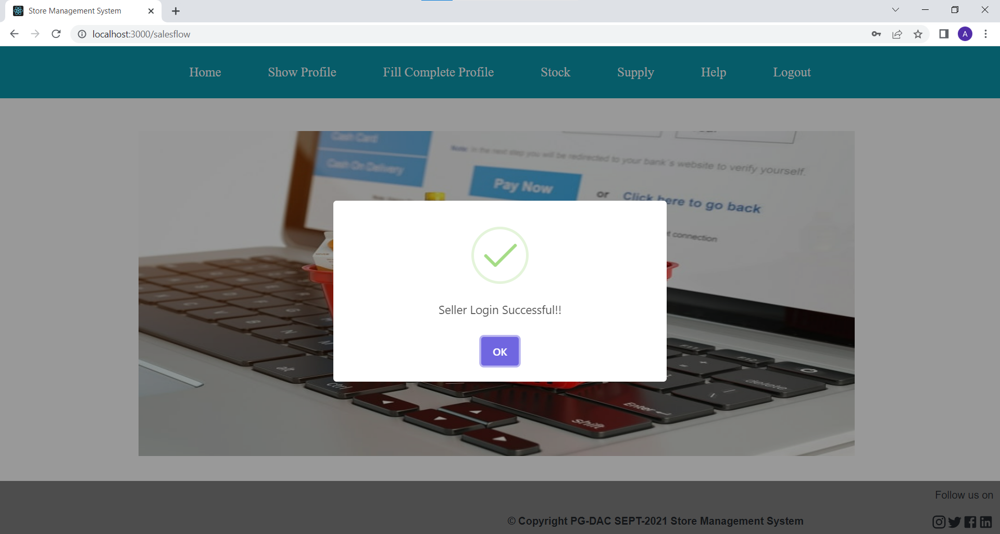 Store Management System
localhost:3000/salesflow
A
Home Show Profile Fill Complete Profile Stock Supply Help Logout
Cash Card
Note: in the next step you will be redirected to your bank's website to verify yourself.
Cash On Delivery
Pay Now or Click here to go back
connection
Seller Login Successful!!
OK
alt
ctrl
F11
F12
delete
Enter
shift
Follow us on
© Copyright PG-DAC SEPT-2021 Store Management System